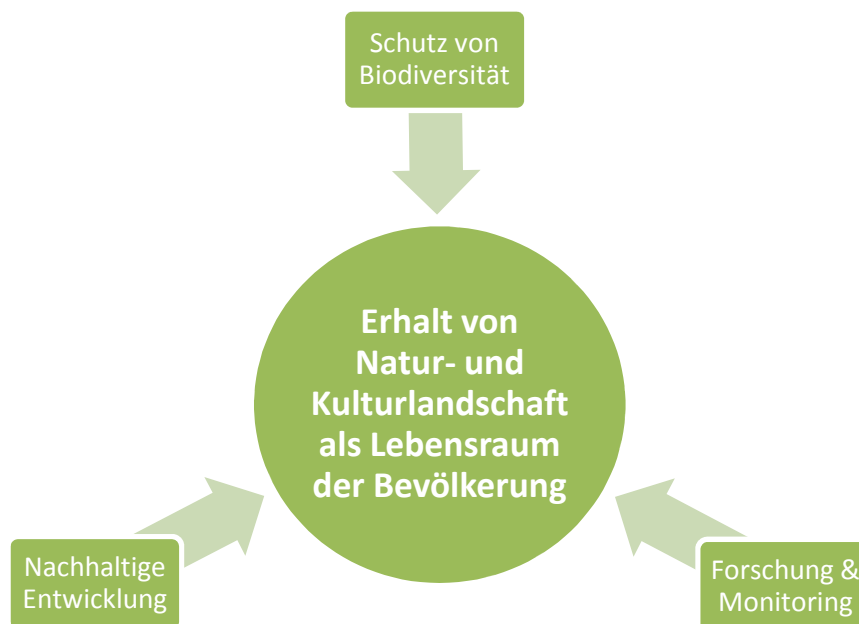 Schutz von
Biodiversität
Erhalt von
Natur- und
Kulturlandschaft
als Lebensraum
der Bevölkerung
Nachhaltige
Entwicklung
Forschung &
Monitoring